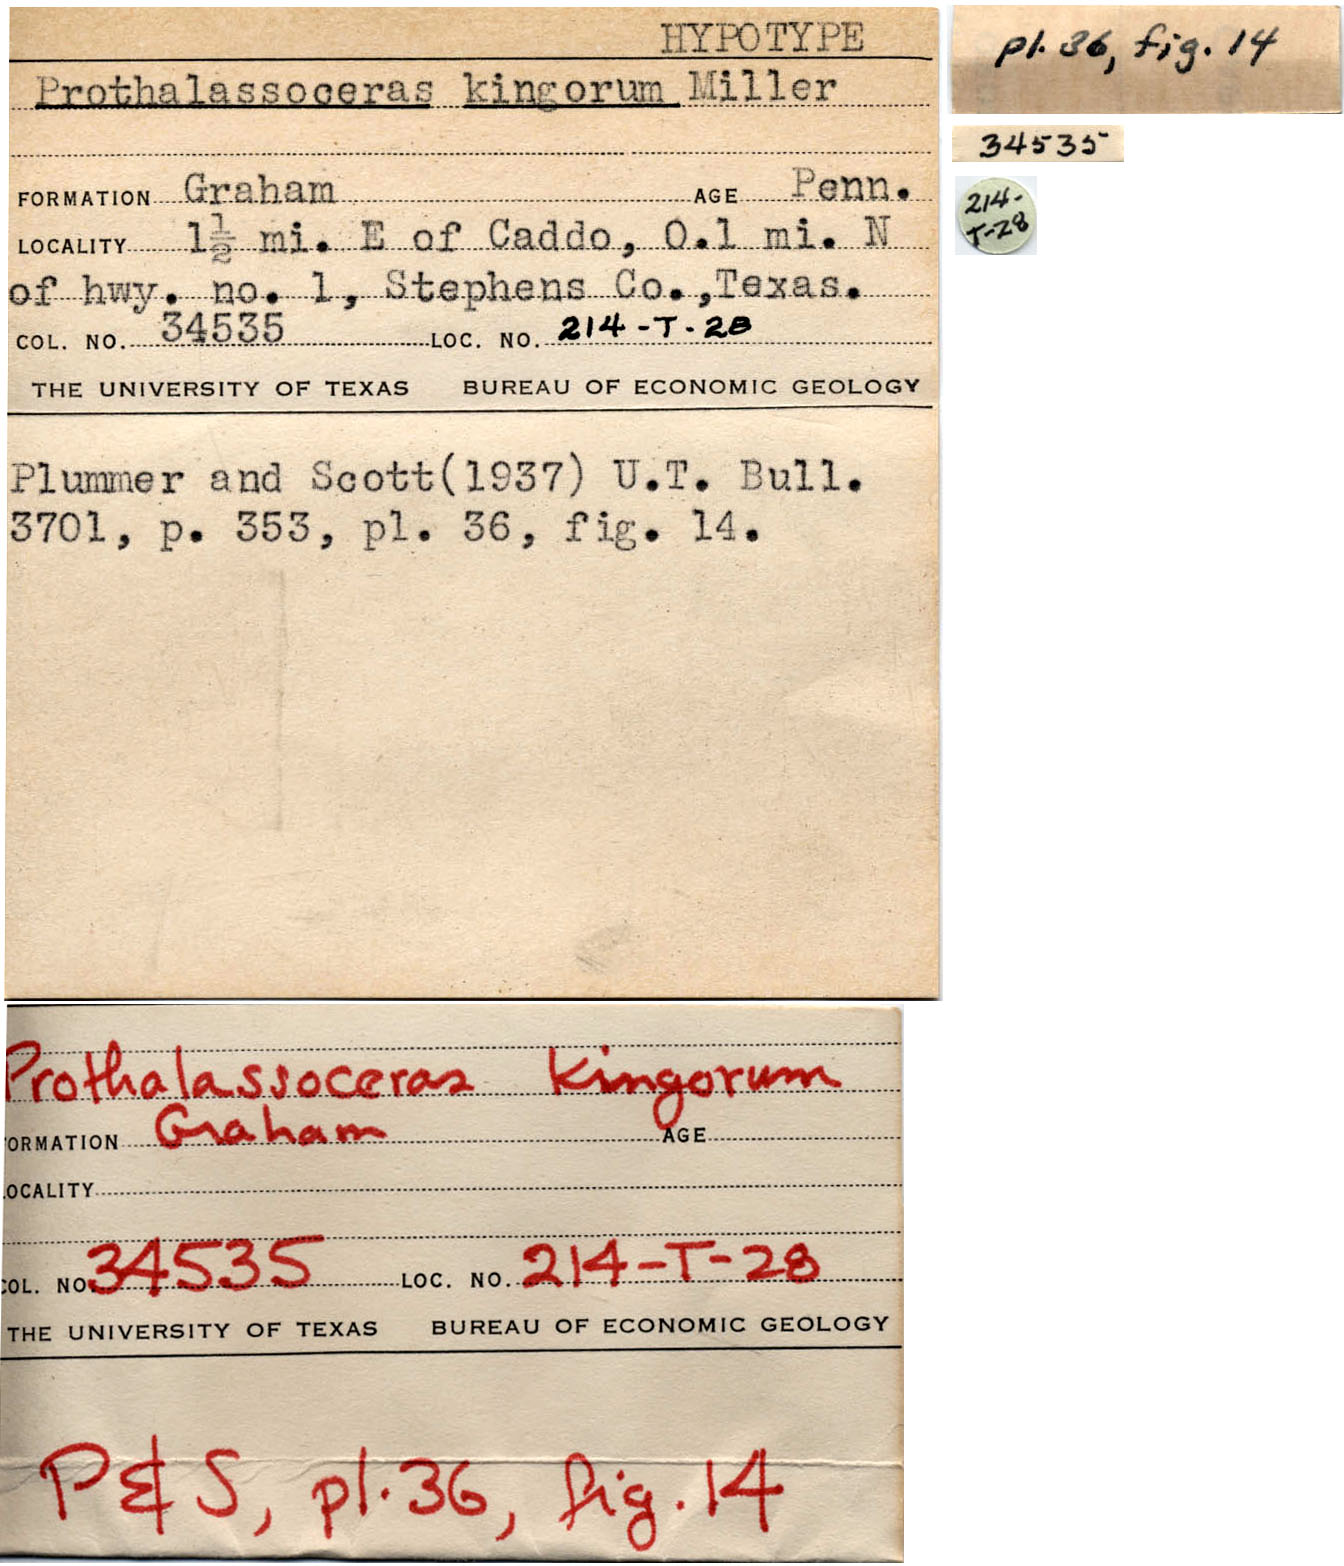 HYPOTYPE
Prothalassoceras kingorum Miller
FORMATION Graham AGE Penn.
LOCALITY 1½ mi. E of Caddo, 0.1 mi. N
of hwy. no. 1, Stephens Co.,Texas.
COL. NO. 34535 LOC. NO. 214-T-28
THE UNIVERSITY OF TEXAS BUREAU OF ECONOMIC GEOLOGY
Plummer and Scott(1937) U.T. Bull.
3701, p. 353, pl. 36, fig. 14.
pl. 36, fig. 14
34535
214-
T-28
Prothalassoceras kingorum
FORMATION Graham AGE
LOCALITY
COL. NO. 34535 LOC. NO. 214-T-28
THE UNIVERSITY OF TEXAS BUREAU OF ECONOMIC GEOLOGY
P & S, pl. 36, fig. 14